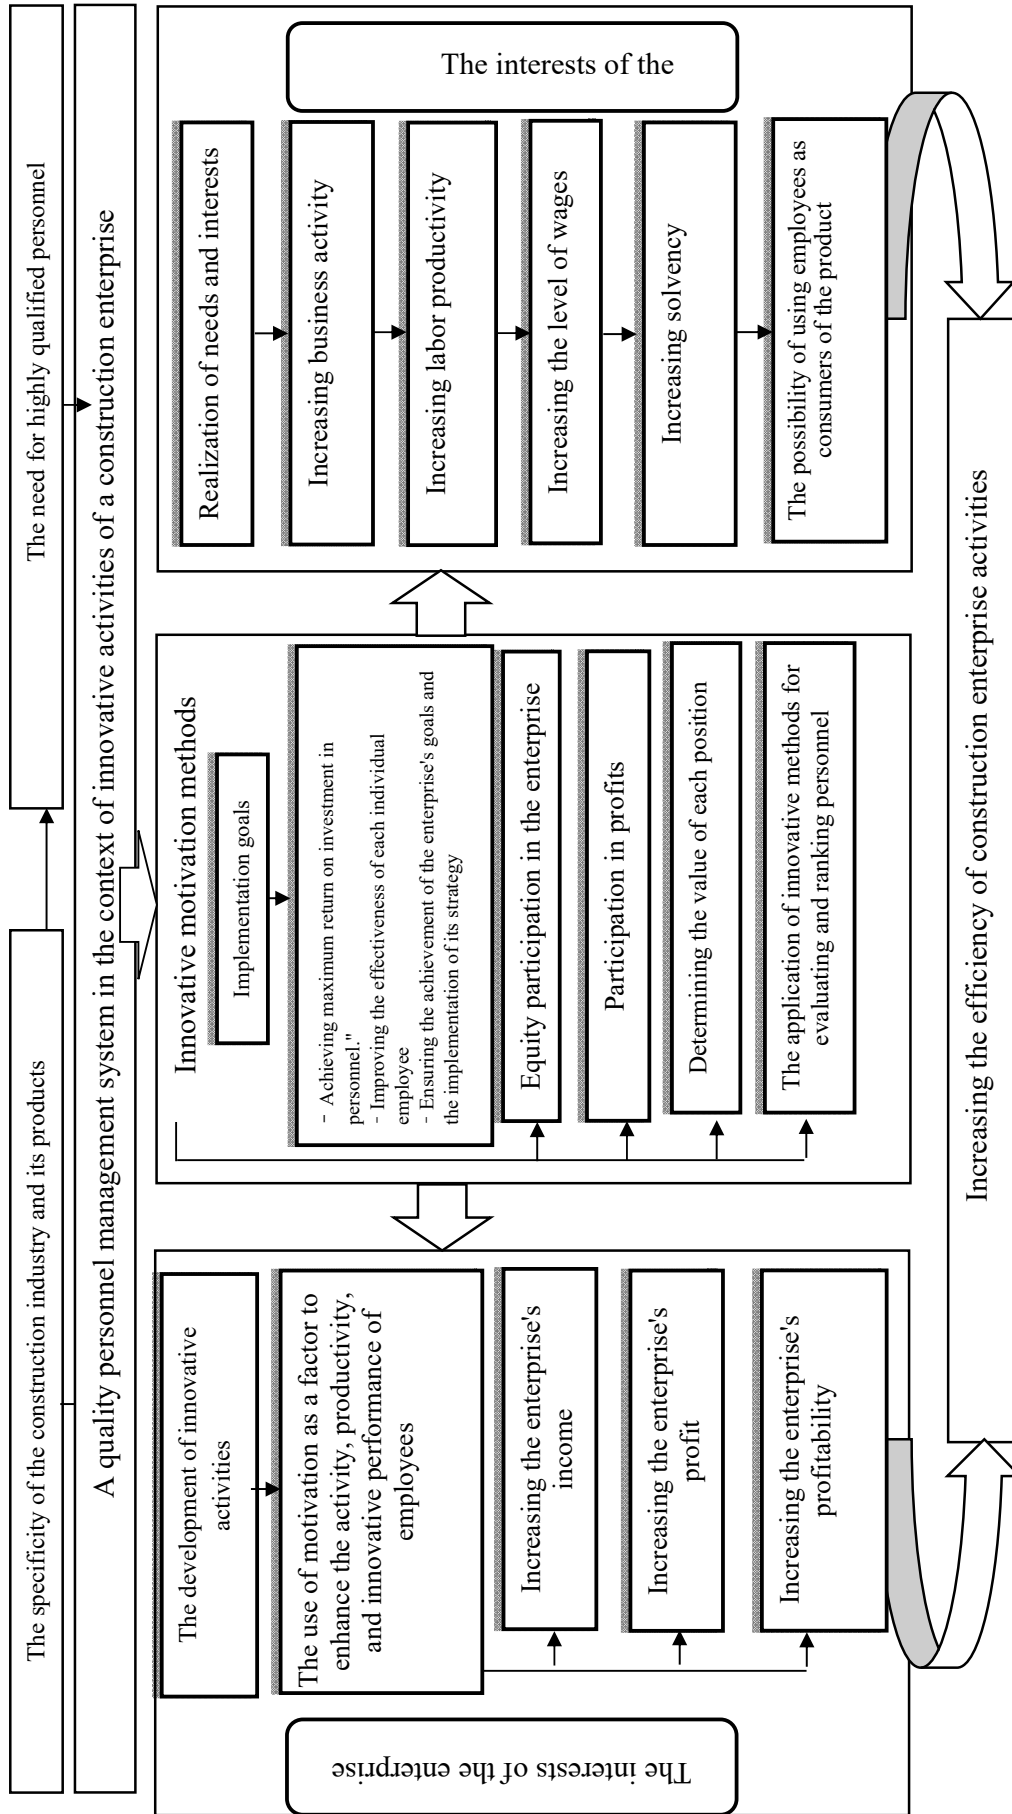 The specificity of the construction industry and its products
The need for highly qualified personnel
A quality personnel management system in the context of innovative activities of a construction enterprise
The interests of the enterprise
The development of innovative
activities
The use of motivation as a factor to
enhance the activity, productivity,
and innovative performance of
employees
Increasing the enterprise's
income
Increasing the enterprise's
profit
Increasing the enterprise's
profitability
Innovative motivation methods
Implementation goals
- Achieving maximum return on investment in
personnel."
- Improving the effectiveness of each individual
employee
- Ensuring the achievement of the enterprise's goals and
the implementation of its strategy
Equity participation in the enterprise
Participation in profits
Determining the value of each position
The application of innovative methods for
evaluating and ranking personnel
The interests of the
Realization of needs and interests
Increasing business activity
Increasing labor productivity
Increasing the level of wages
Increasing solvency
The possibility of using employees as
consumers of the product
Increasing the efficiency of construction enterprise activities